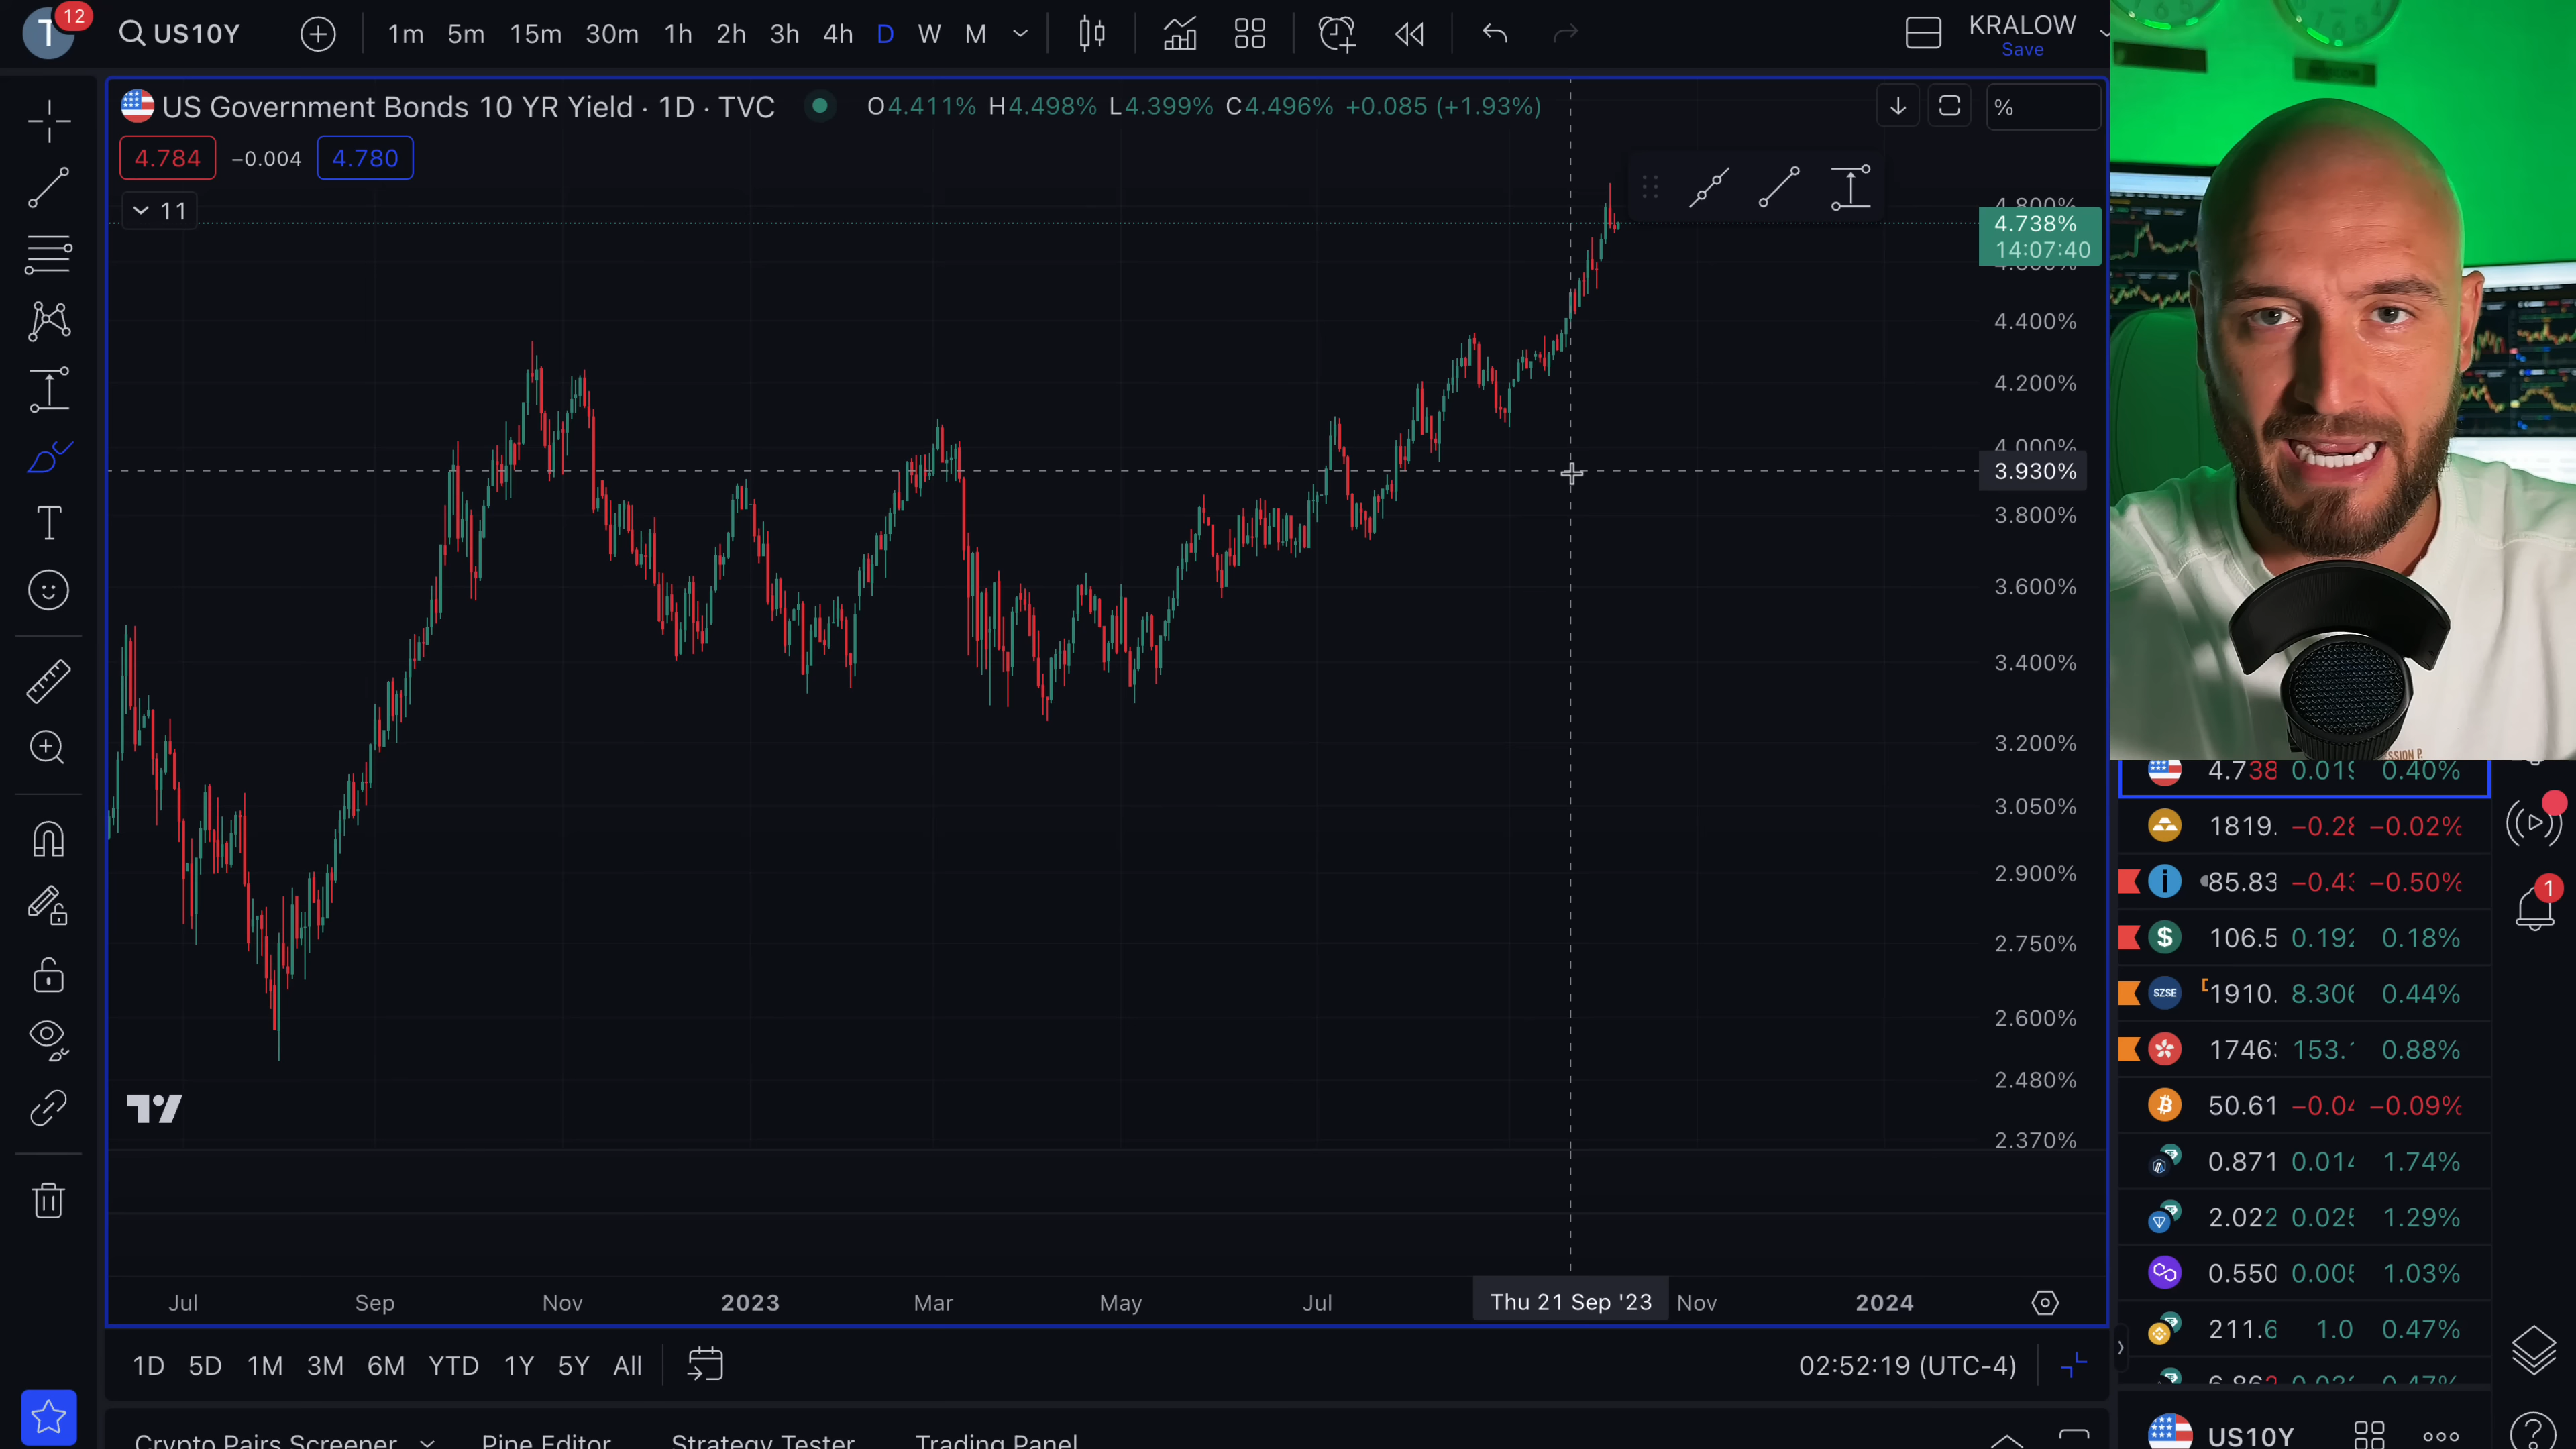 T 12 US10Y 1m 5m 15m 30m 1h 2h 3h 4h D W M KRALOW
Save
US Government Bonds 10 YR Yield · 1D · TVC O4.411% H4.498% L4.399% C4.496% +0.085 (+1.93%) %
4.784 −0.004 4.780
11
4.800%
4.738%
14:07:40
4.400%
4.200%
4.000%
3.930%
3.800%
3.600%
3.400%
3.200%
3.050%
2.900%
2.750%
2.600%
2.480%
2.370%
Jul Sep Nov 2023 Mar May Jul Thu 21 Sep '23 Nov 2024
1D 5D 1M 3M 6M YTD 1Y 5Y All 02:52:19 (UTC-4)
Crypto Pairs Screener Pine Editor Strategy Tester Trading Panel
SSION P.
4.738 0.019 0.40%
1819. −0.28 −0.02%
85.83 −0.43 −0.50%
106.5 0.192 0.18%
SZSE 1910. 8.306 0.44%
1746 153. 0.88%
50.61 −0.04 −0.09%
0.871 0.014 1.74%
2.022 0.025 1.29%
0.550 0.005 1.03%
211.6 1.0 0.47%
US10Y
1